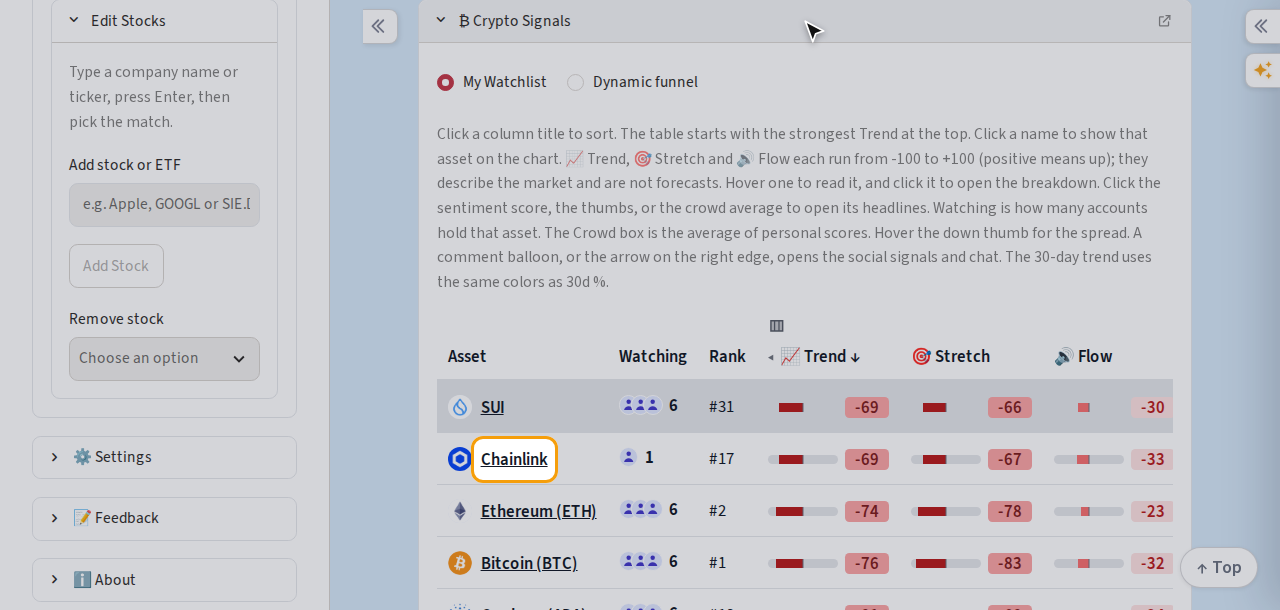 Edit Stocks
Type a company name or
ticker, press Enter, then
pick the match.
Add stock or ETF
e.g. Apple, GOOGL or SIE.
Add Stock
Remove stock
Choose an option
⚙️ Settings
📝 Feedback
ℹ️ About
₿ Crypto Signals
My Watchlist
Dynamic funnel
Click a column title to sort. The table starts with the strongest Trend at the top. Click a name to show that
asset on the chart. 📈 Trend, 🎯 Stretch and 🔊 Flow each run from -100 to +100 (positive means up); they
describe the market and are not forecasts. Hover one to read it, and click it to open the breakdown. Click the
sentiment score, the thumbs, or the crowd average to open its headlines. Watching is how many accounts
hold that asset. The Crowd box is the average of personal scores. Hover the down thumb for the spread. A
comment balloon, or the arrow on the right edge, opens the social signals and chat. The 30-day trend uses
the same colors as 30d %.
Asset Watching Rank ◂ 📈 Trend ↓ 🎯 Stretch 🔊 Flow
SUI 6 #31 -69 -66 -30
Chainlink 1 #17 -69 -67 -33
Ethereum (ETH) 6 #2 -74 -78 -23
Bitcoin (BTC) 6 #1 -76 -83 -32
↑ Top